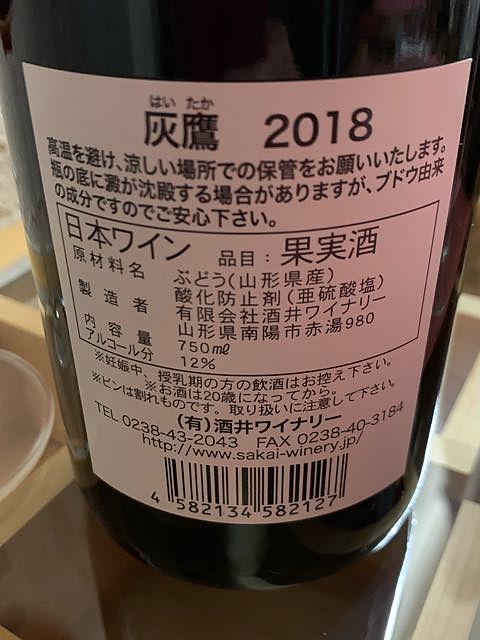 はい たか
灰鷹 2018
高温を避け、涼しい場所での保管をお願いいたします。
瓶の底に澱が沈殿する場合がありますが、ブドウ由来
の成分ですのでご安心下さい。
日本ワイン 品目：果実酒
原材料名 ぶどう(山形県産)
酸化防止剤(亜硫酸塩)
製造者 有限会社酒井ワイナリー
山形県南陽市赤湯980
内容量 750㎖
アルコール分 12%
※妊娠中、授乳期の方の飲酒はお控え下さい。
※お酒は20歳になってから。
※ビンは割れものです。取り扱いに注意して下さい。
(有)酒井ワイナリー
TEL 0238-43-2043 FAX 0238-40-3184
http://www.sakai-winery.jp/
4 582134 582127